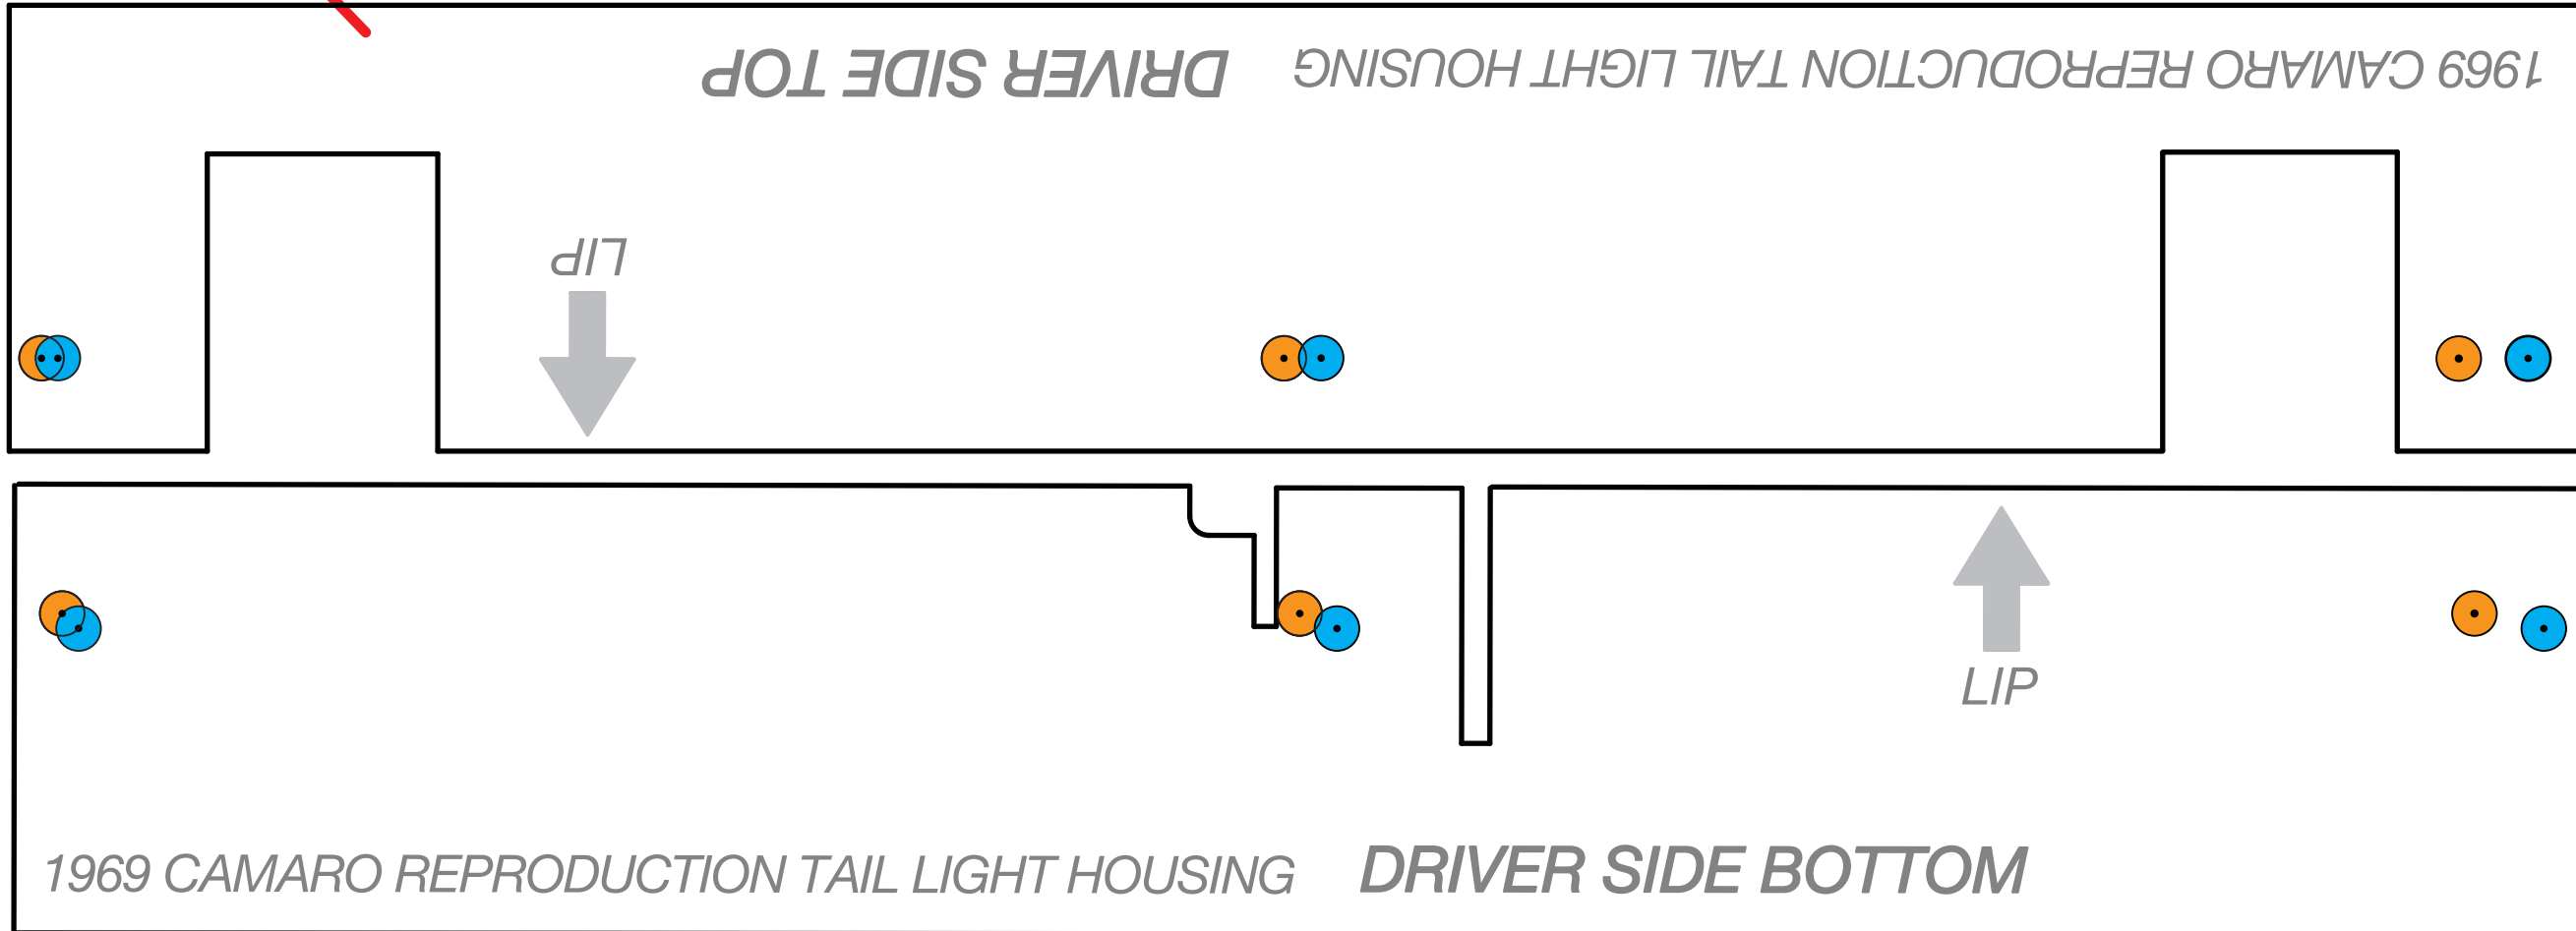 1969 CAMARO REPRODUCTION TAIL LIGHT HOUSING DRIVER SIDE TOP
LIP
LIP
1969 CAMARO REPRODUCTION TAIL LIGHT HOUSING DRIVER SIDE BOTTOM